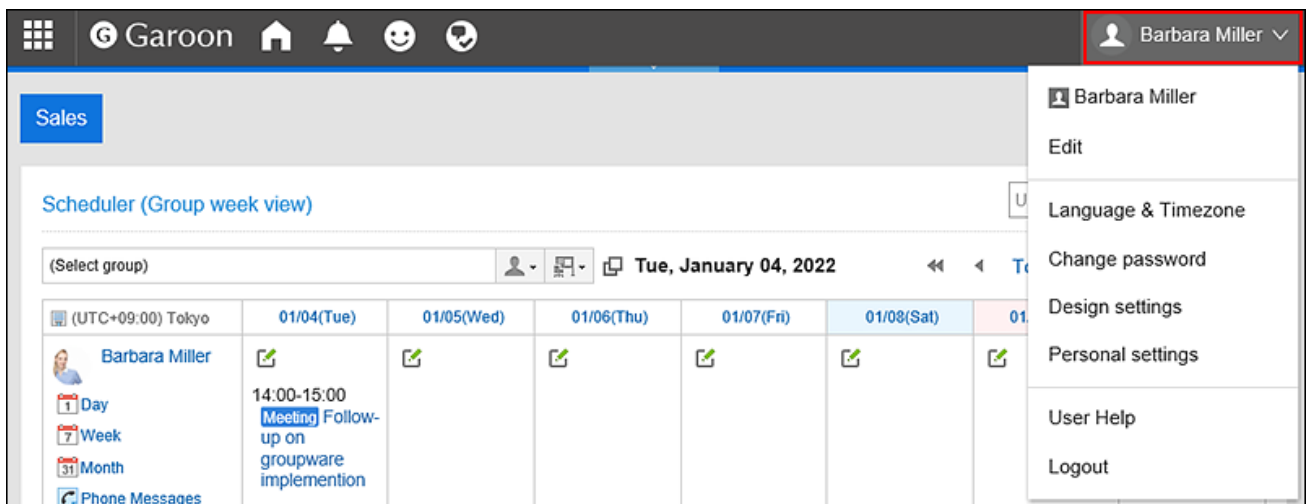 G Garoon
Barbara Miller
Barbara Miller
Edit
Language & Timezone
Change password
Design settings
Personal settings
User Help
Logout
Sales
Scheduler (Group week view)
(Select group)
Tue, January 04, 2022
(UTC+09:00) Tokyo 01/04(Tue) 01/05(Wed) 01/06(Thu) 01/07(Fri) 01/08(Sat)
Barbara Miller
1 Day
7 Week
31 Month
Phone Messages
14:00-15:00
Meeting Follow-
up on
groupware
implemention